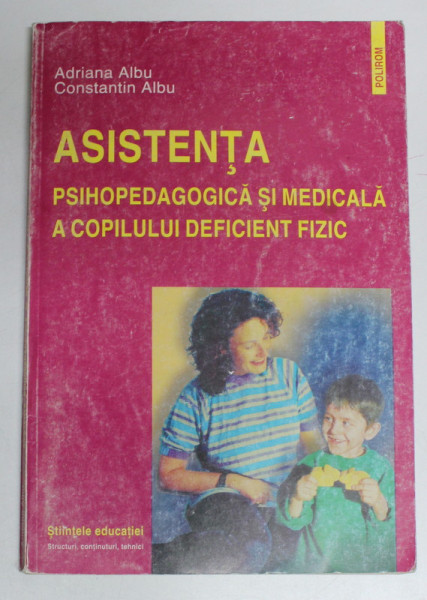 Adriana Albu
Constantin Albu
POLIROM
ASISTENŢA
PSIHOPEDAGOGICĂ ŞI MEDICALĂ
A COPILULUI DEFICIENT FIZIC
Ştiinţele educaţiei
Structuri, conţinuturi, tehnici